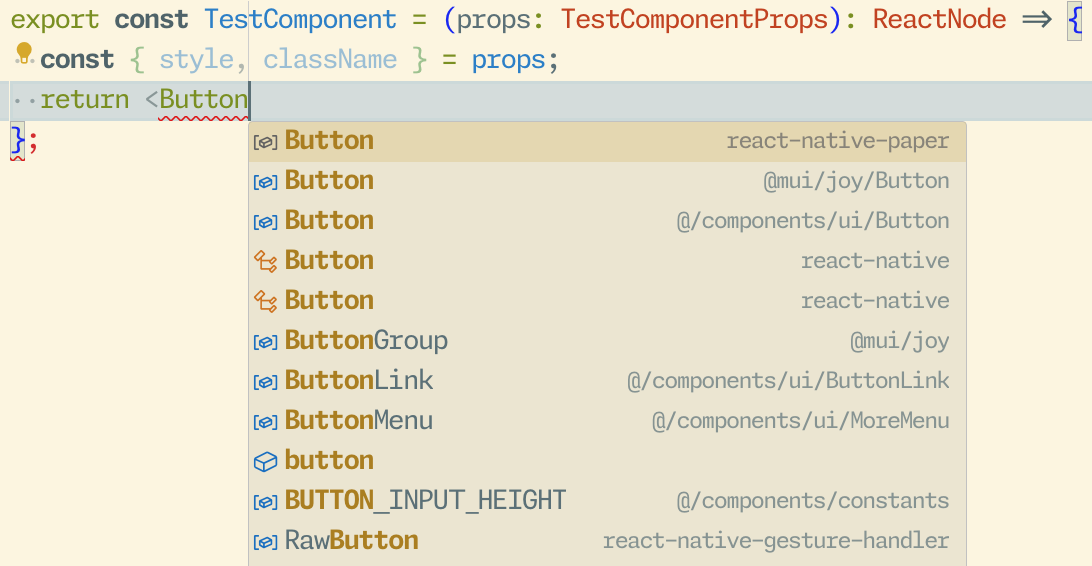 export const TestComponent = (props: TestComponentProps): ReactNode => {
const { style, className } = props;
return <Button
};
Button react-native-paper
Button @mui/joy/Button
Button @/components/ui/Button
Button react-native
Button react-native
ButtonGroup @mui/joy
ButtonLink @/components/ui/ButtonLink
ButtonMenu @/components/ui/MoreMenu
button
BUTTON_INPUT_HEIGHT @/components/constants
RawButton react-native-gesture-handler